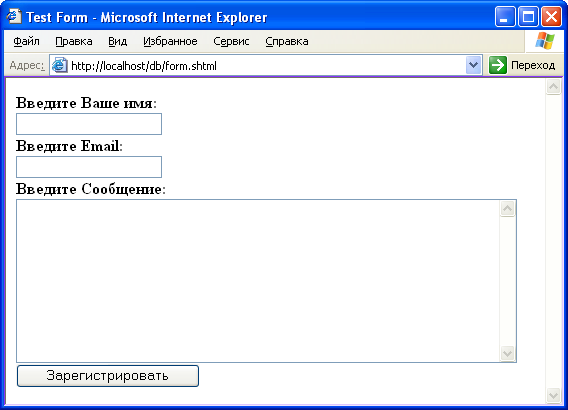 Test Form - Microsoft Internet Explorer
Файл Правка Вид Избранное Сервис Справка
Адрес: http://localhost/db/form.shtml Переход
Введите Ваше имя:
Введите Email:
Введите Сообщение:
Зарегистрировать